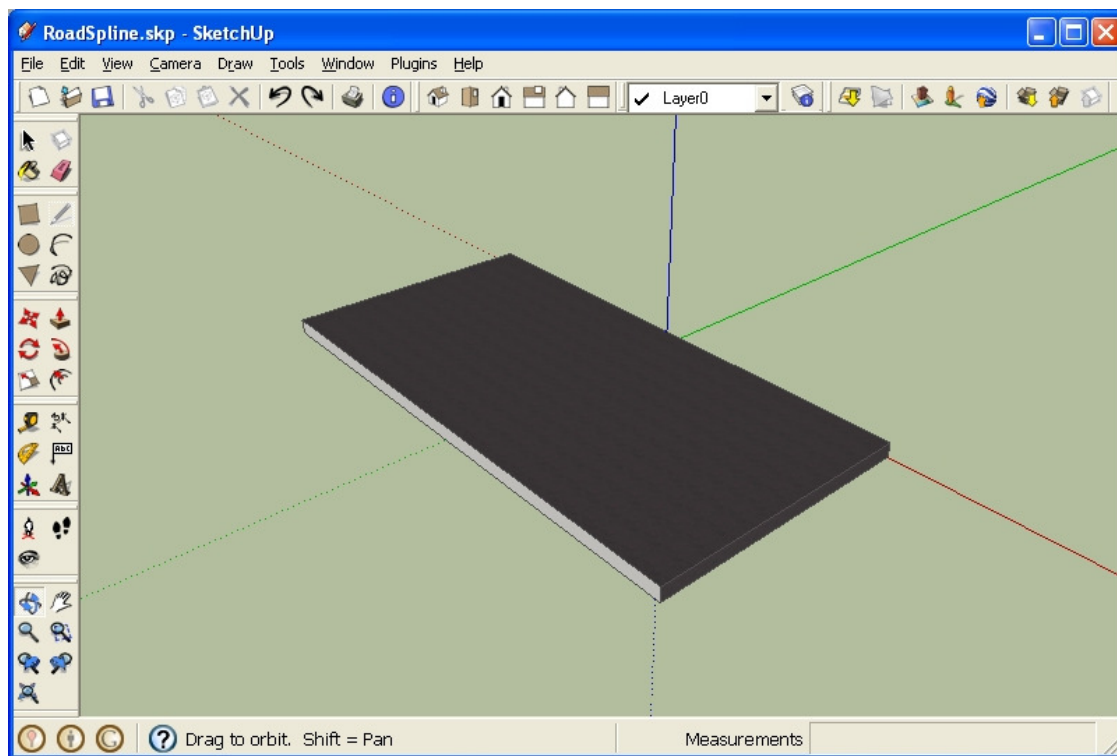 RoadSpline.skp - SketchUp
File Edit View Camera Draw Tools Window Plugins Help
Layer0
Abc
Drag to orbit. Shift = Pan
Measurements